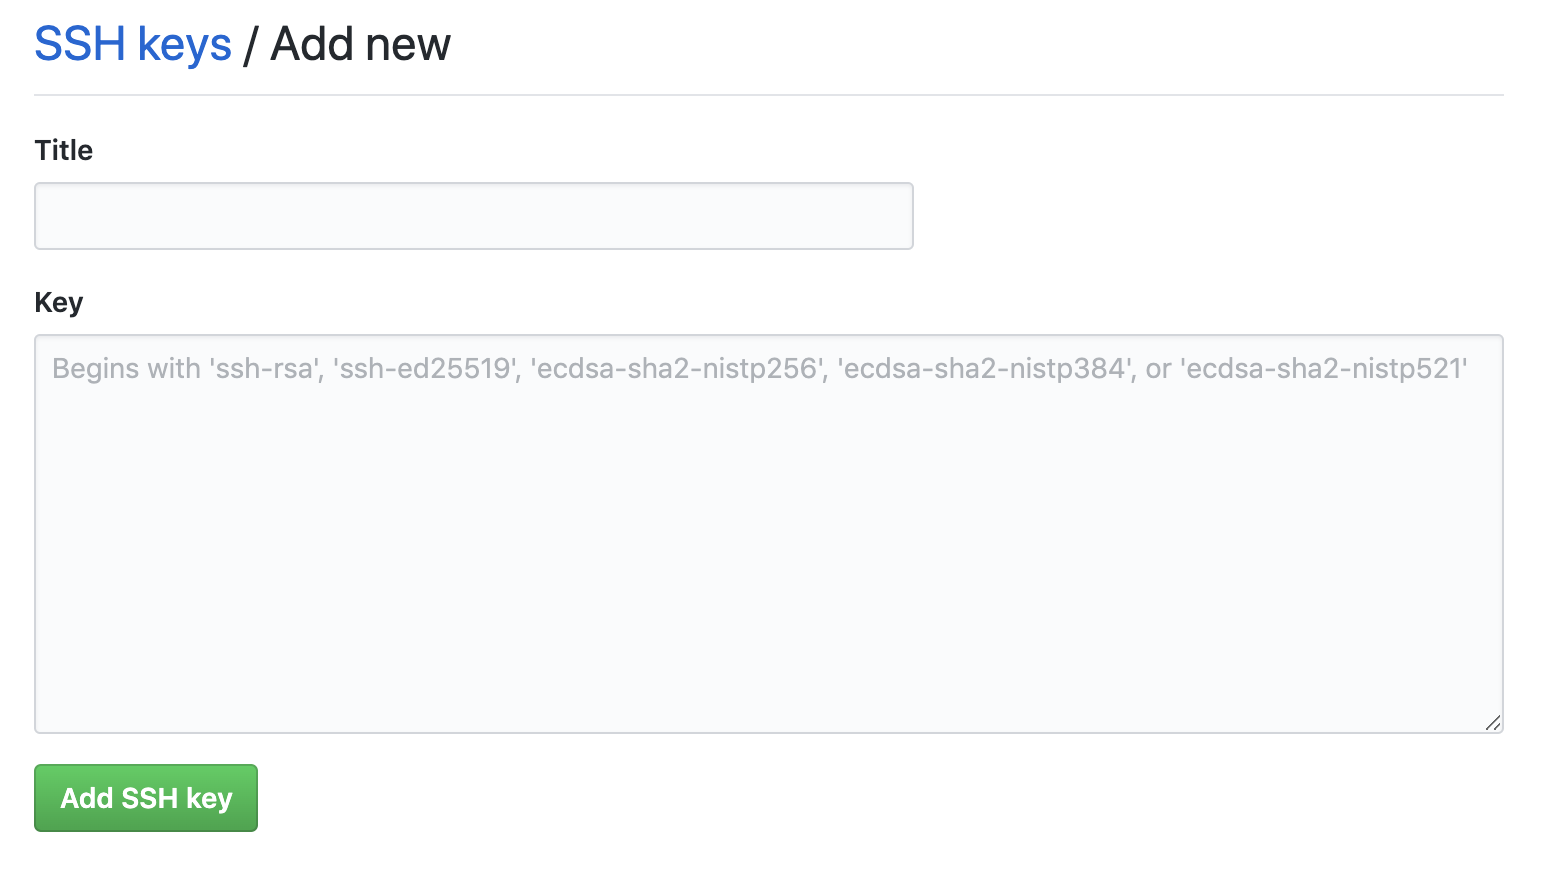 SSH keys / Add new
Title
Key
Begins with 'ssh-rsa', 'ssh-ed25519', 'ecdsa-sha2-nistp256', 'ecdsa-sha2-nistp384', or 'ecdsa-sha2-nistp521'
Add SSH key